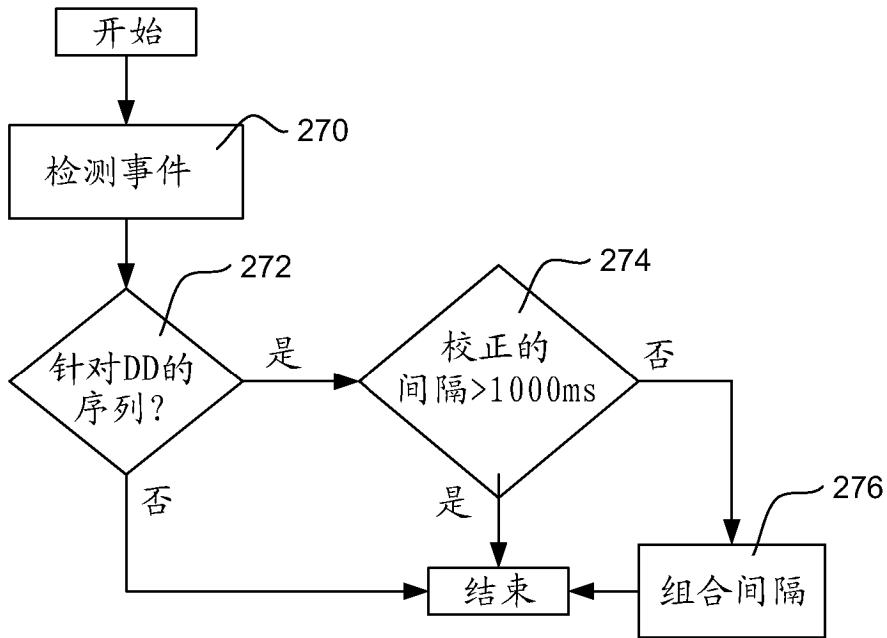 开始
270
检测事件
272
针对DD的
序列?
是
否
274
校正的
间隔>1000ms
否
是
276
组合间隔
结束